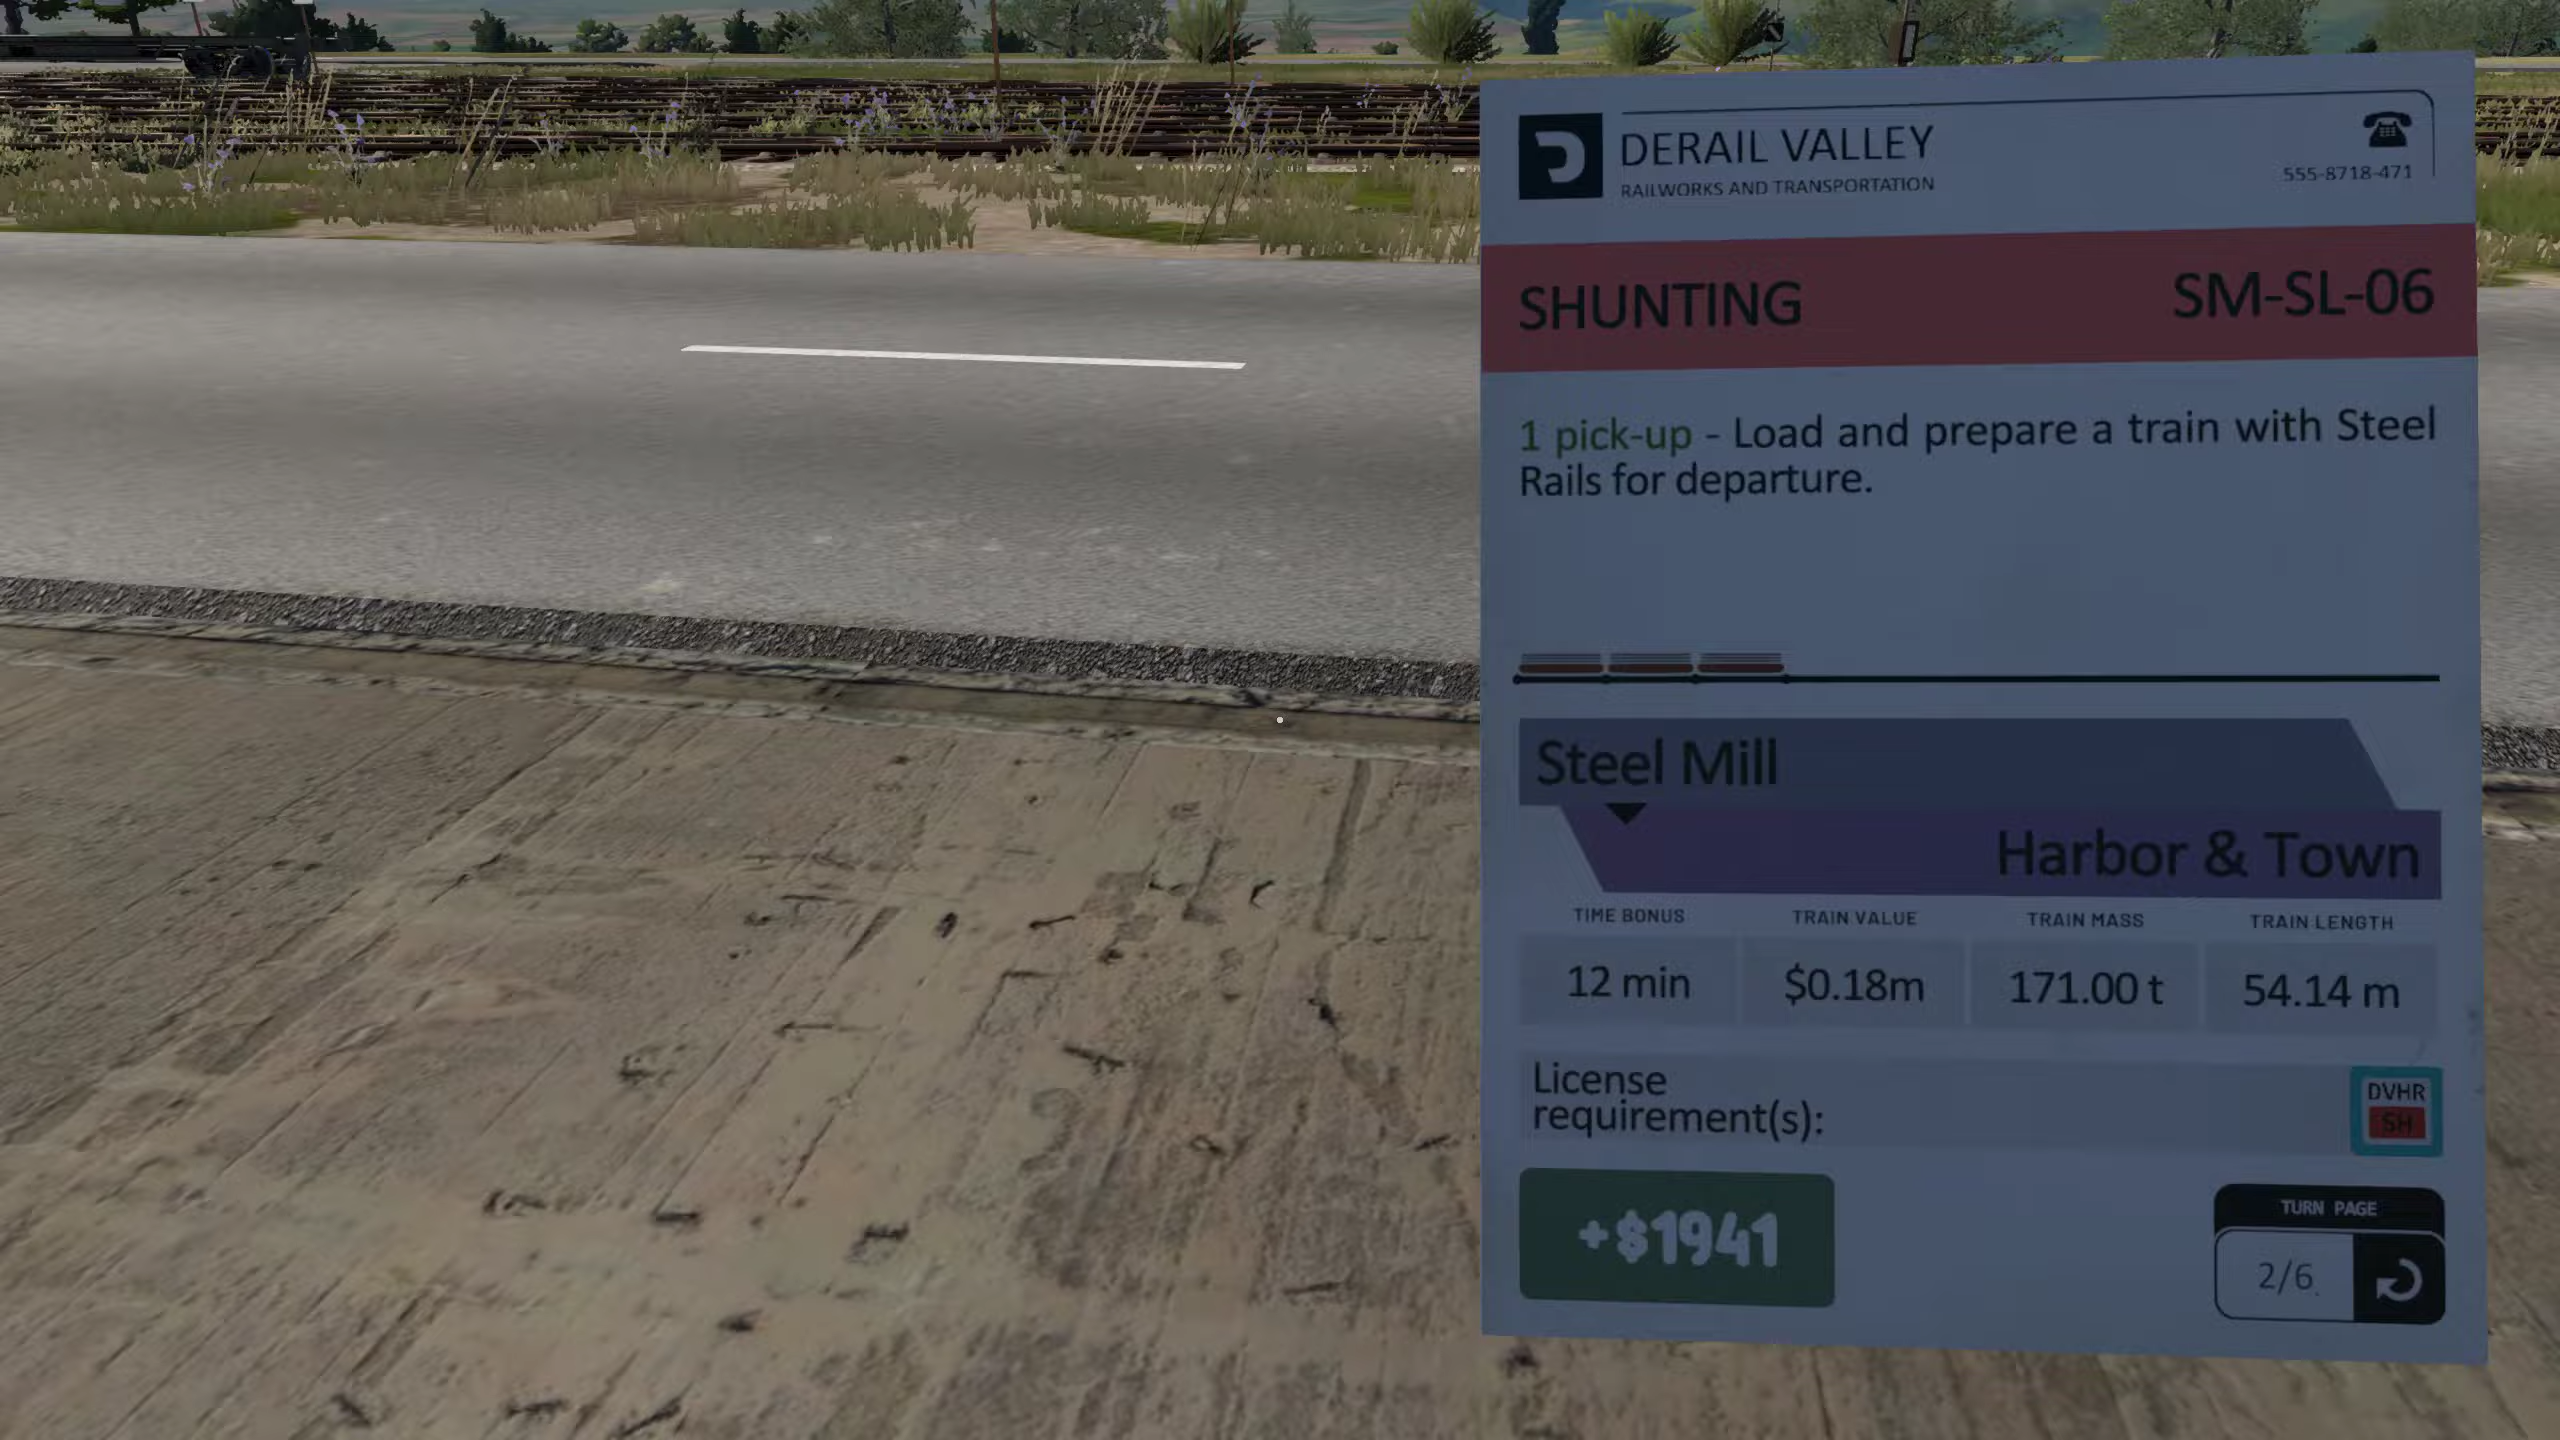 DERAIL VALLEY
RAILWORKS AND TRANSPORTATION
555-8718-471
SHUNTING SM-SL-06
1 pick-up - Load and prepare a train with Steel
Rails for departure.
Steel Mill
Harbor & Town
TIME BONUS TRAIN VALUE TRAIN MASS TRAIN LENGTH
12 min $0.18m 171.00 t 54.14 m
License
requirement(s):
DVHR
SH
+$1941
TURN PAGE
2/6